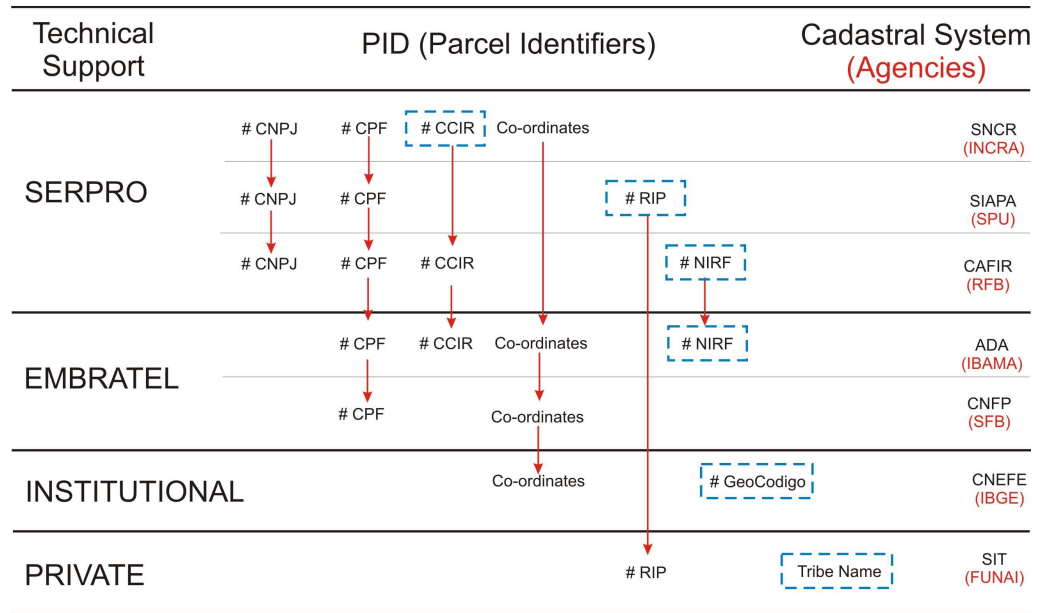 Technical
Support
PID (Parcel Identifiers)
Cadastral System
(Agencies)
SERPRO
# CNPJ # CPF # CCIR Co-ordinates SNCR
(INCRA)
# CNPJ # CPF # RIP SIAPA
(SPU)
# CNPJ # CPF # CCIR # NIRF CAFIR
(RFB)
EMBRATEL
# CPF # CCIR Co-ordinates # NIRF ADA
(IBAMA)
# CPF Co-ordinates CNFP
(SFB)
INSTITUTIONAL
Co-ordinates # GeoCodigo CNEFE
(IBGE)
PRIVATE
# RIP Tribe Name SIT
(FUNAI)